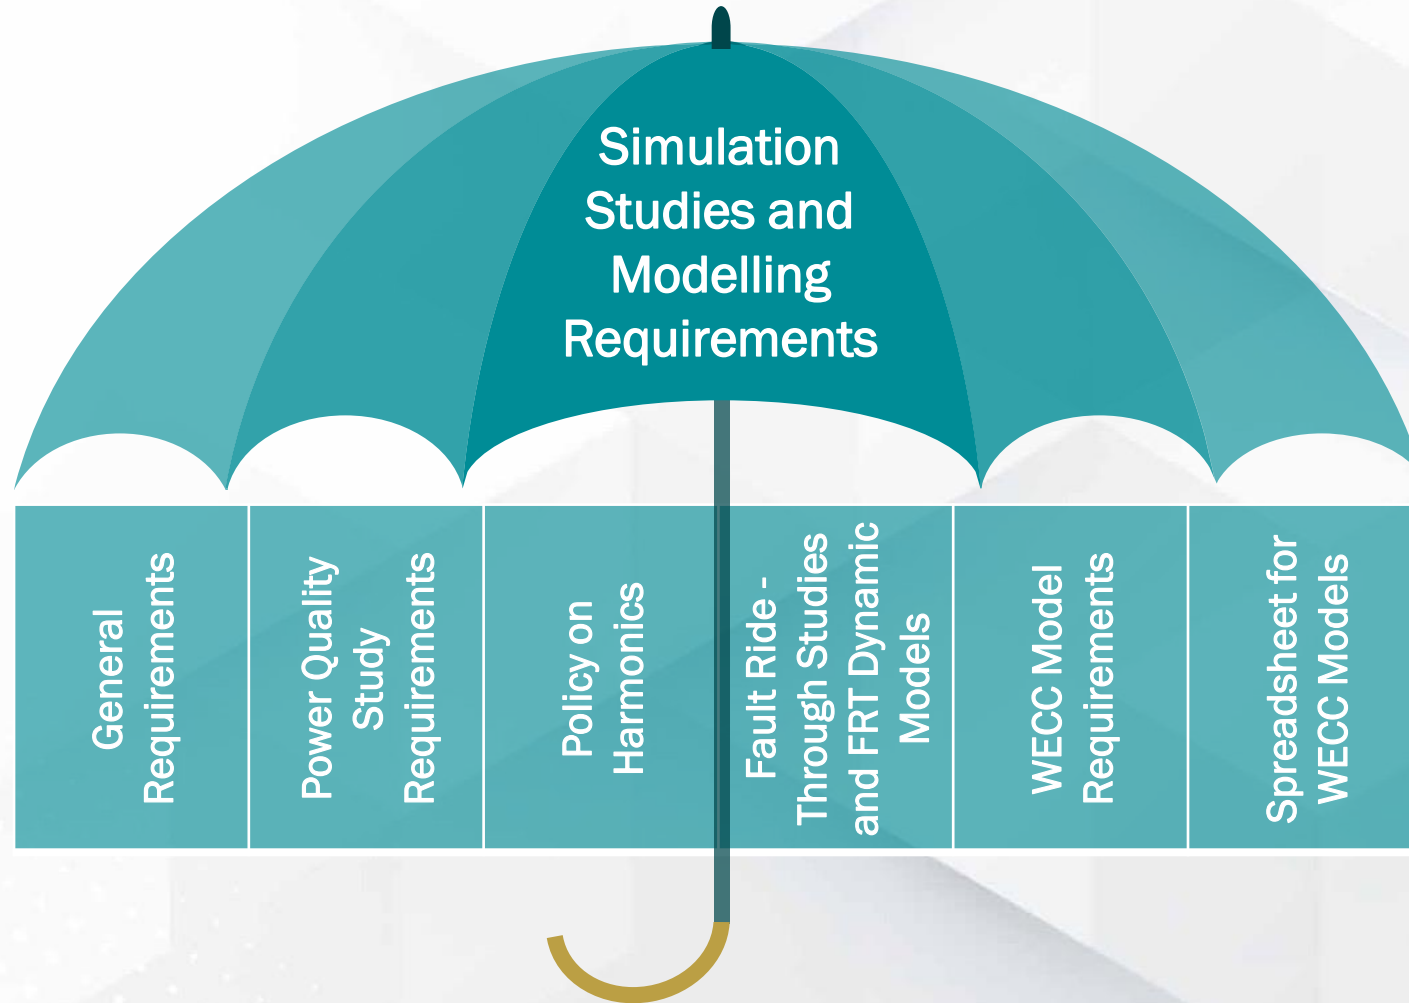 Simulation
Studies and
Modelling
Requirements
General
Requirements
Power Quality
Study
Requirements
Policy on
Harmonics
Fault Ride -
Through Studies
and FRT Dynamic
Models
WECC Model
Requirements
Spreadsheet for
WECC Models